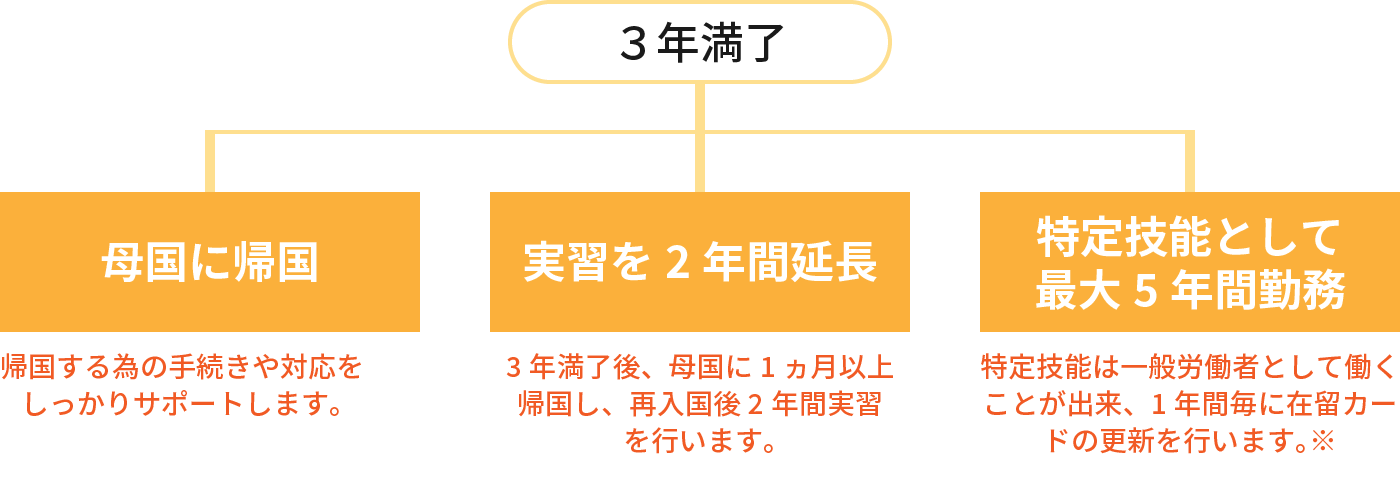 ３年満了
母国に帰国
帰国する為の手続きや対応を
しっかりサポートします。
実習を 2 年間延長
3 年満了後、母国に 1 ヵ月以上
帰国し、再入国後 2 年間実習
を行います。
特定技能として
最大 5 年間勤務
特定技能は一般労働者として働く
ことが出来、1 年間毎に在留カー
ドの更新を行います。※